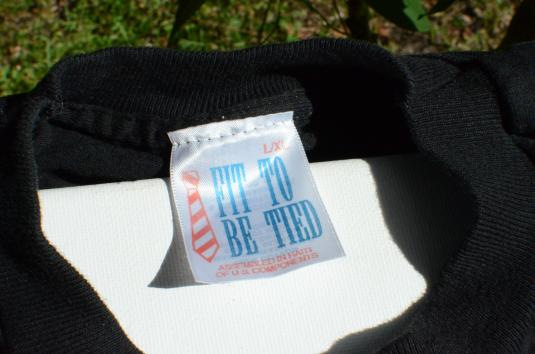 L/XL
FIT TO
BE TIED
ASSEMBLED IN HAITI
OF U.S. COMPONENTS